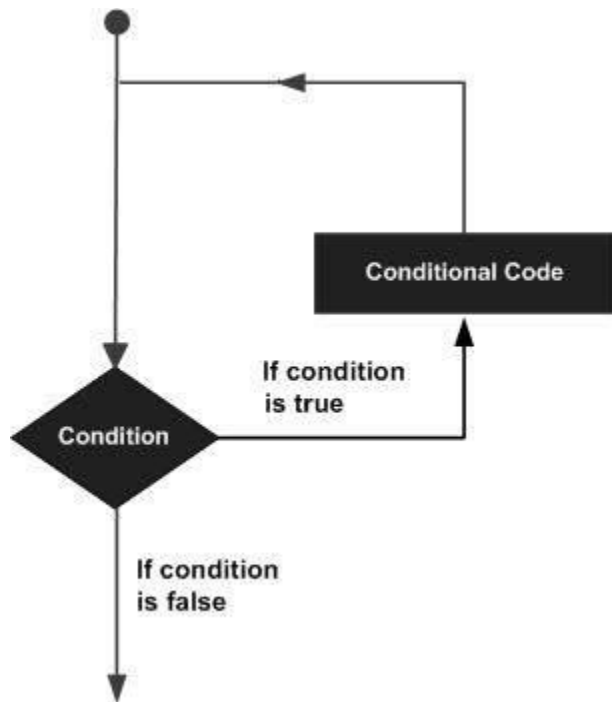 Conditional Code
If condition
is true
Condition
If condition
is false